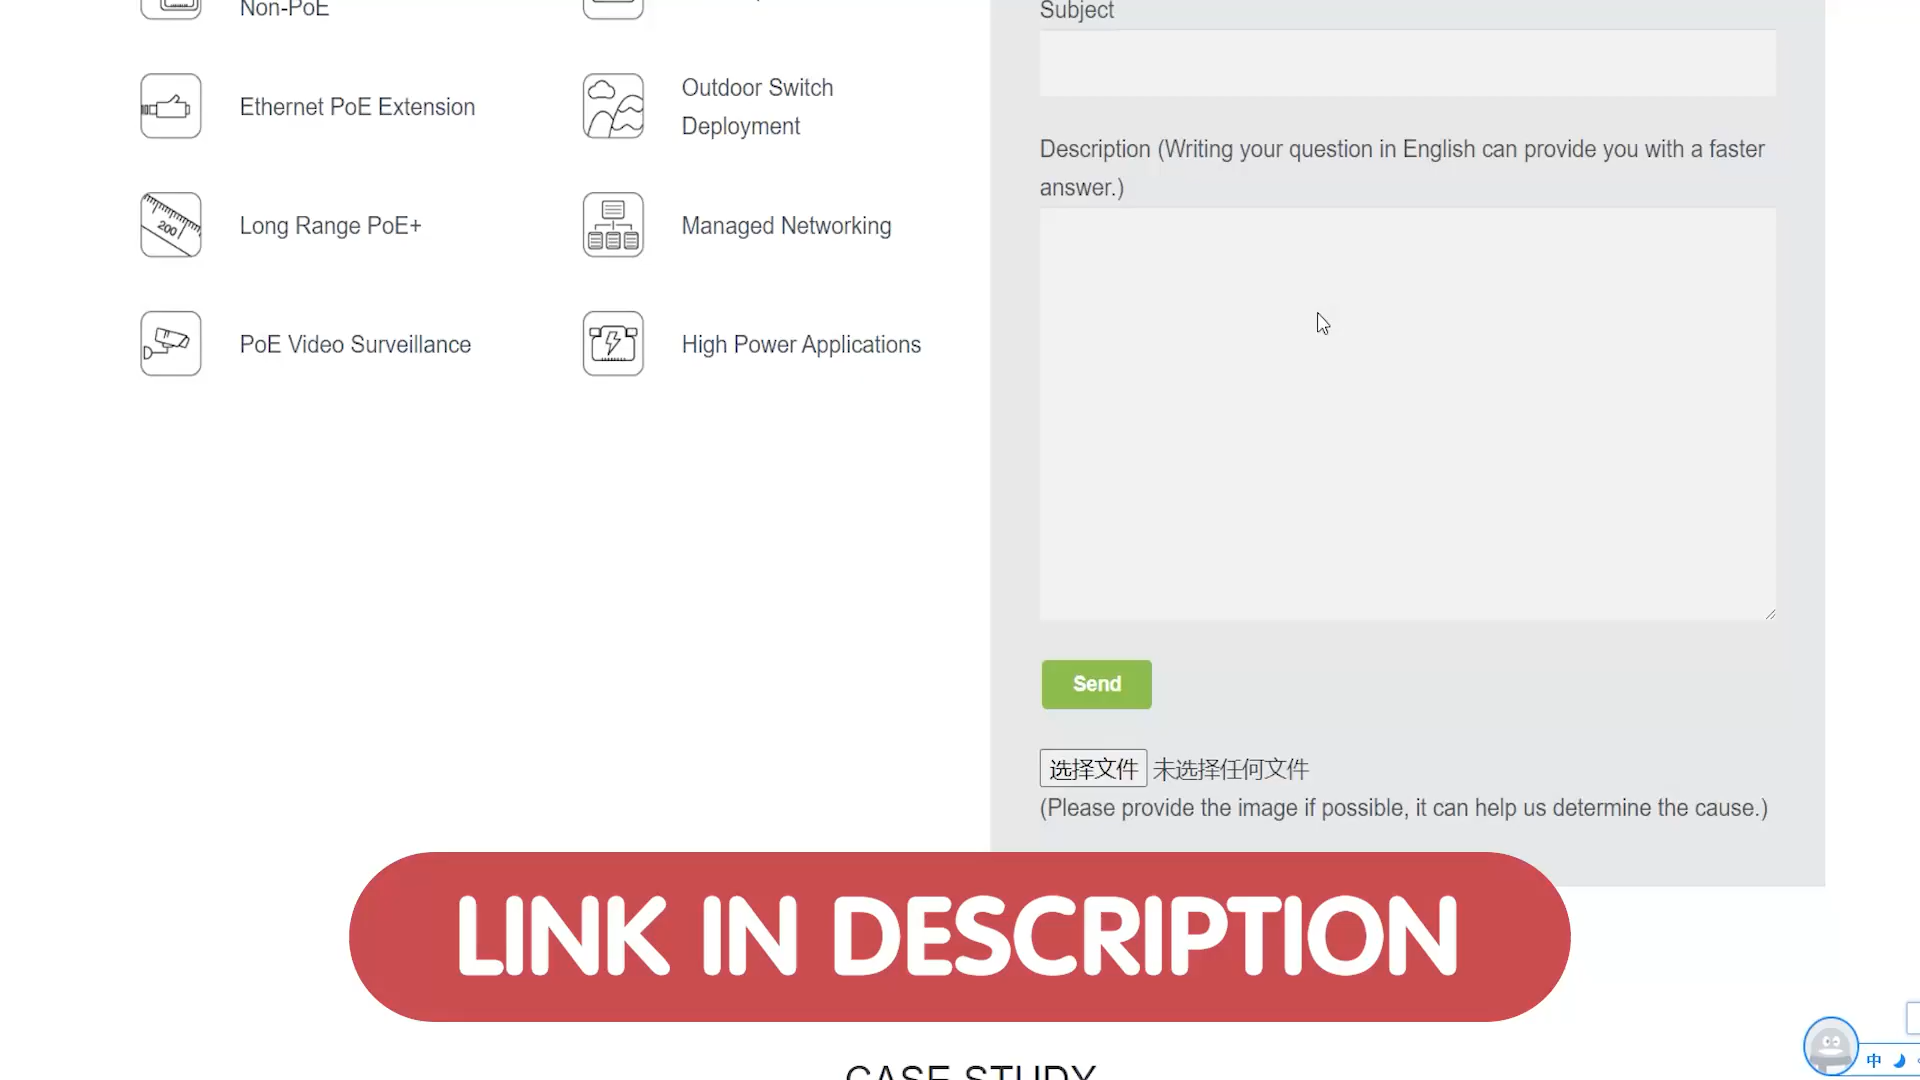 Non-PoE
Ethernet PoE Extension
Outdoor Switch
Deployment
Long Range PoE+
200
Managed Networking
PoE Video Surveillance
High Power Applications
Subject
Description (Writing your question in English can provide you with a faster
answer.)
Send
选择文件 未选择任何文件
(Please provide the image if possible, it can help us determine the cause.)
LINK IN DESCRIPTION
CASE STUDY
中